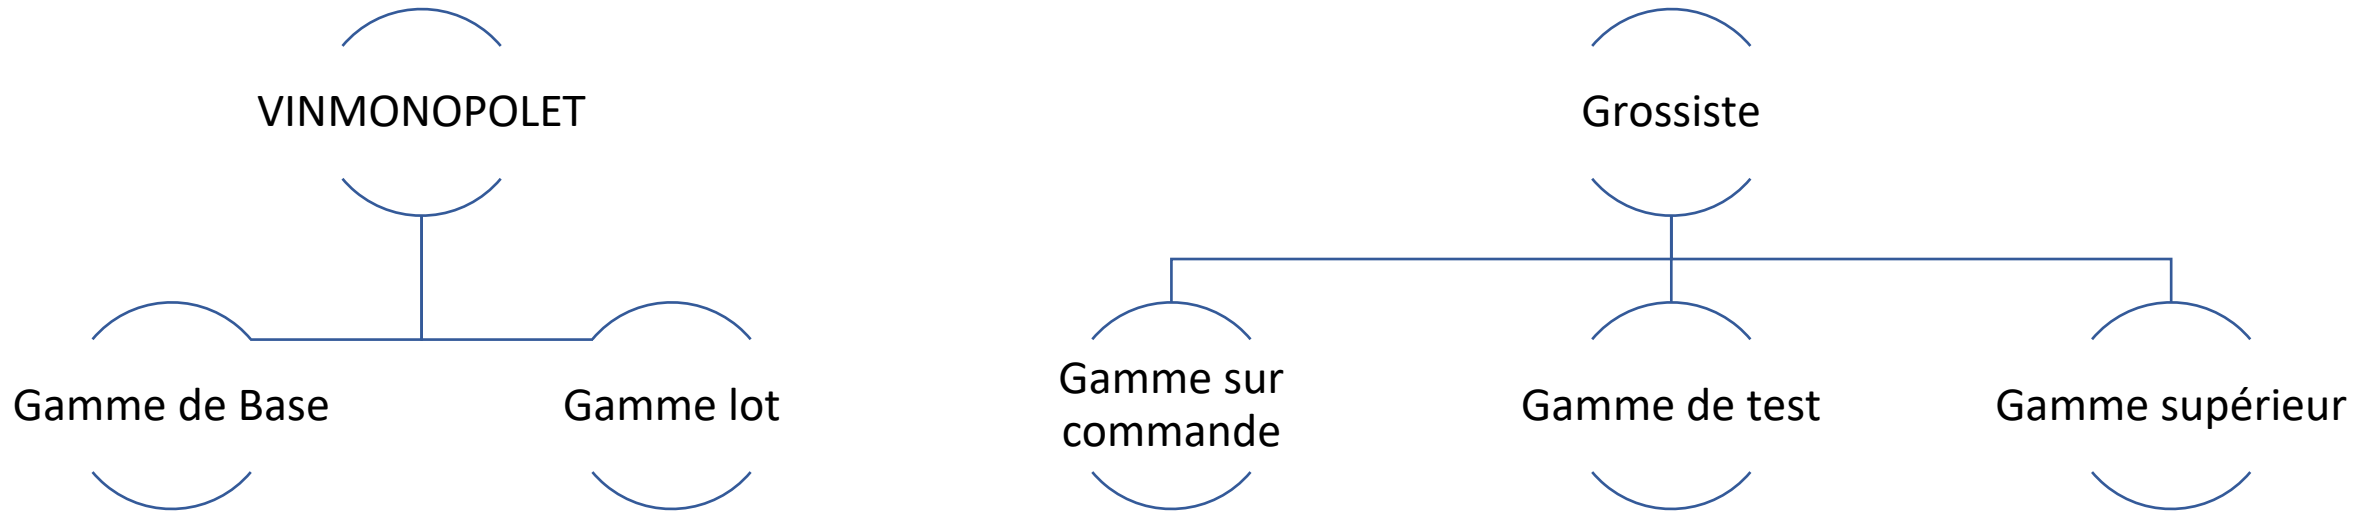 VINMONOPOLET
Grossiste
Gamme de Base
Gamme lot
Gamme sur
commande
Gamme de test
Gamme supérieur